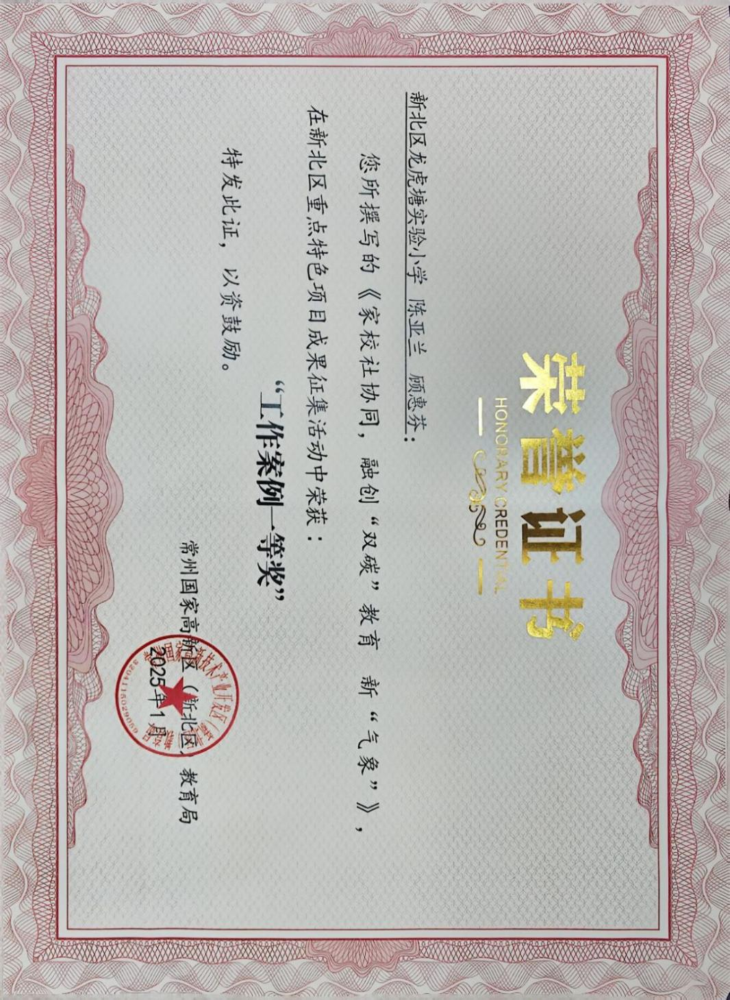 荣誉证书
HONORARY CREDENTIAL
新北区龙虎塘实验小学 陈亚兰 顾惠芬：
您所撰写的《家校社协同，融创“双碳”教育 新“气象”》，
在新北区重点特色项目成果征集活动中荣获：
“工作案例一等奖”
特发此证，以资鼓励。
常州国家高新区（新北区）教育局
2025年1月
3204115029059